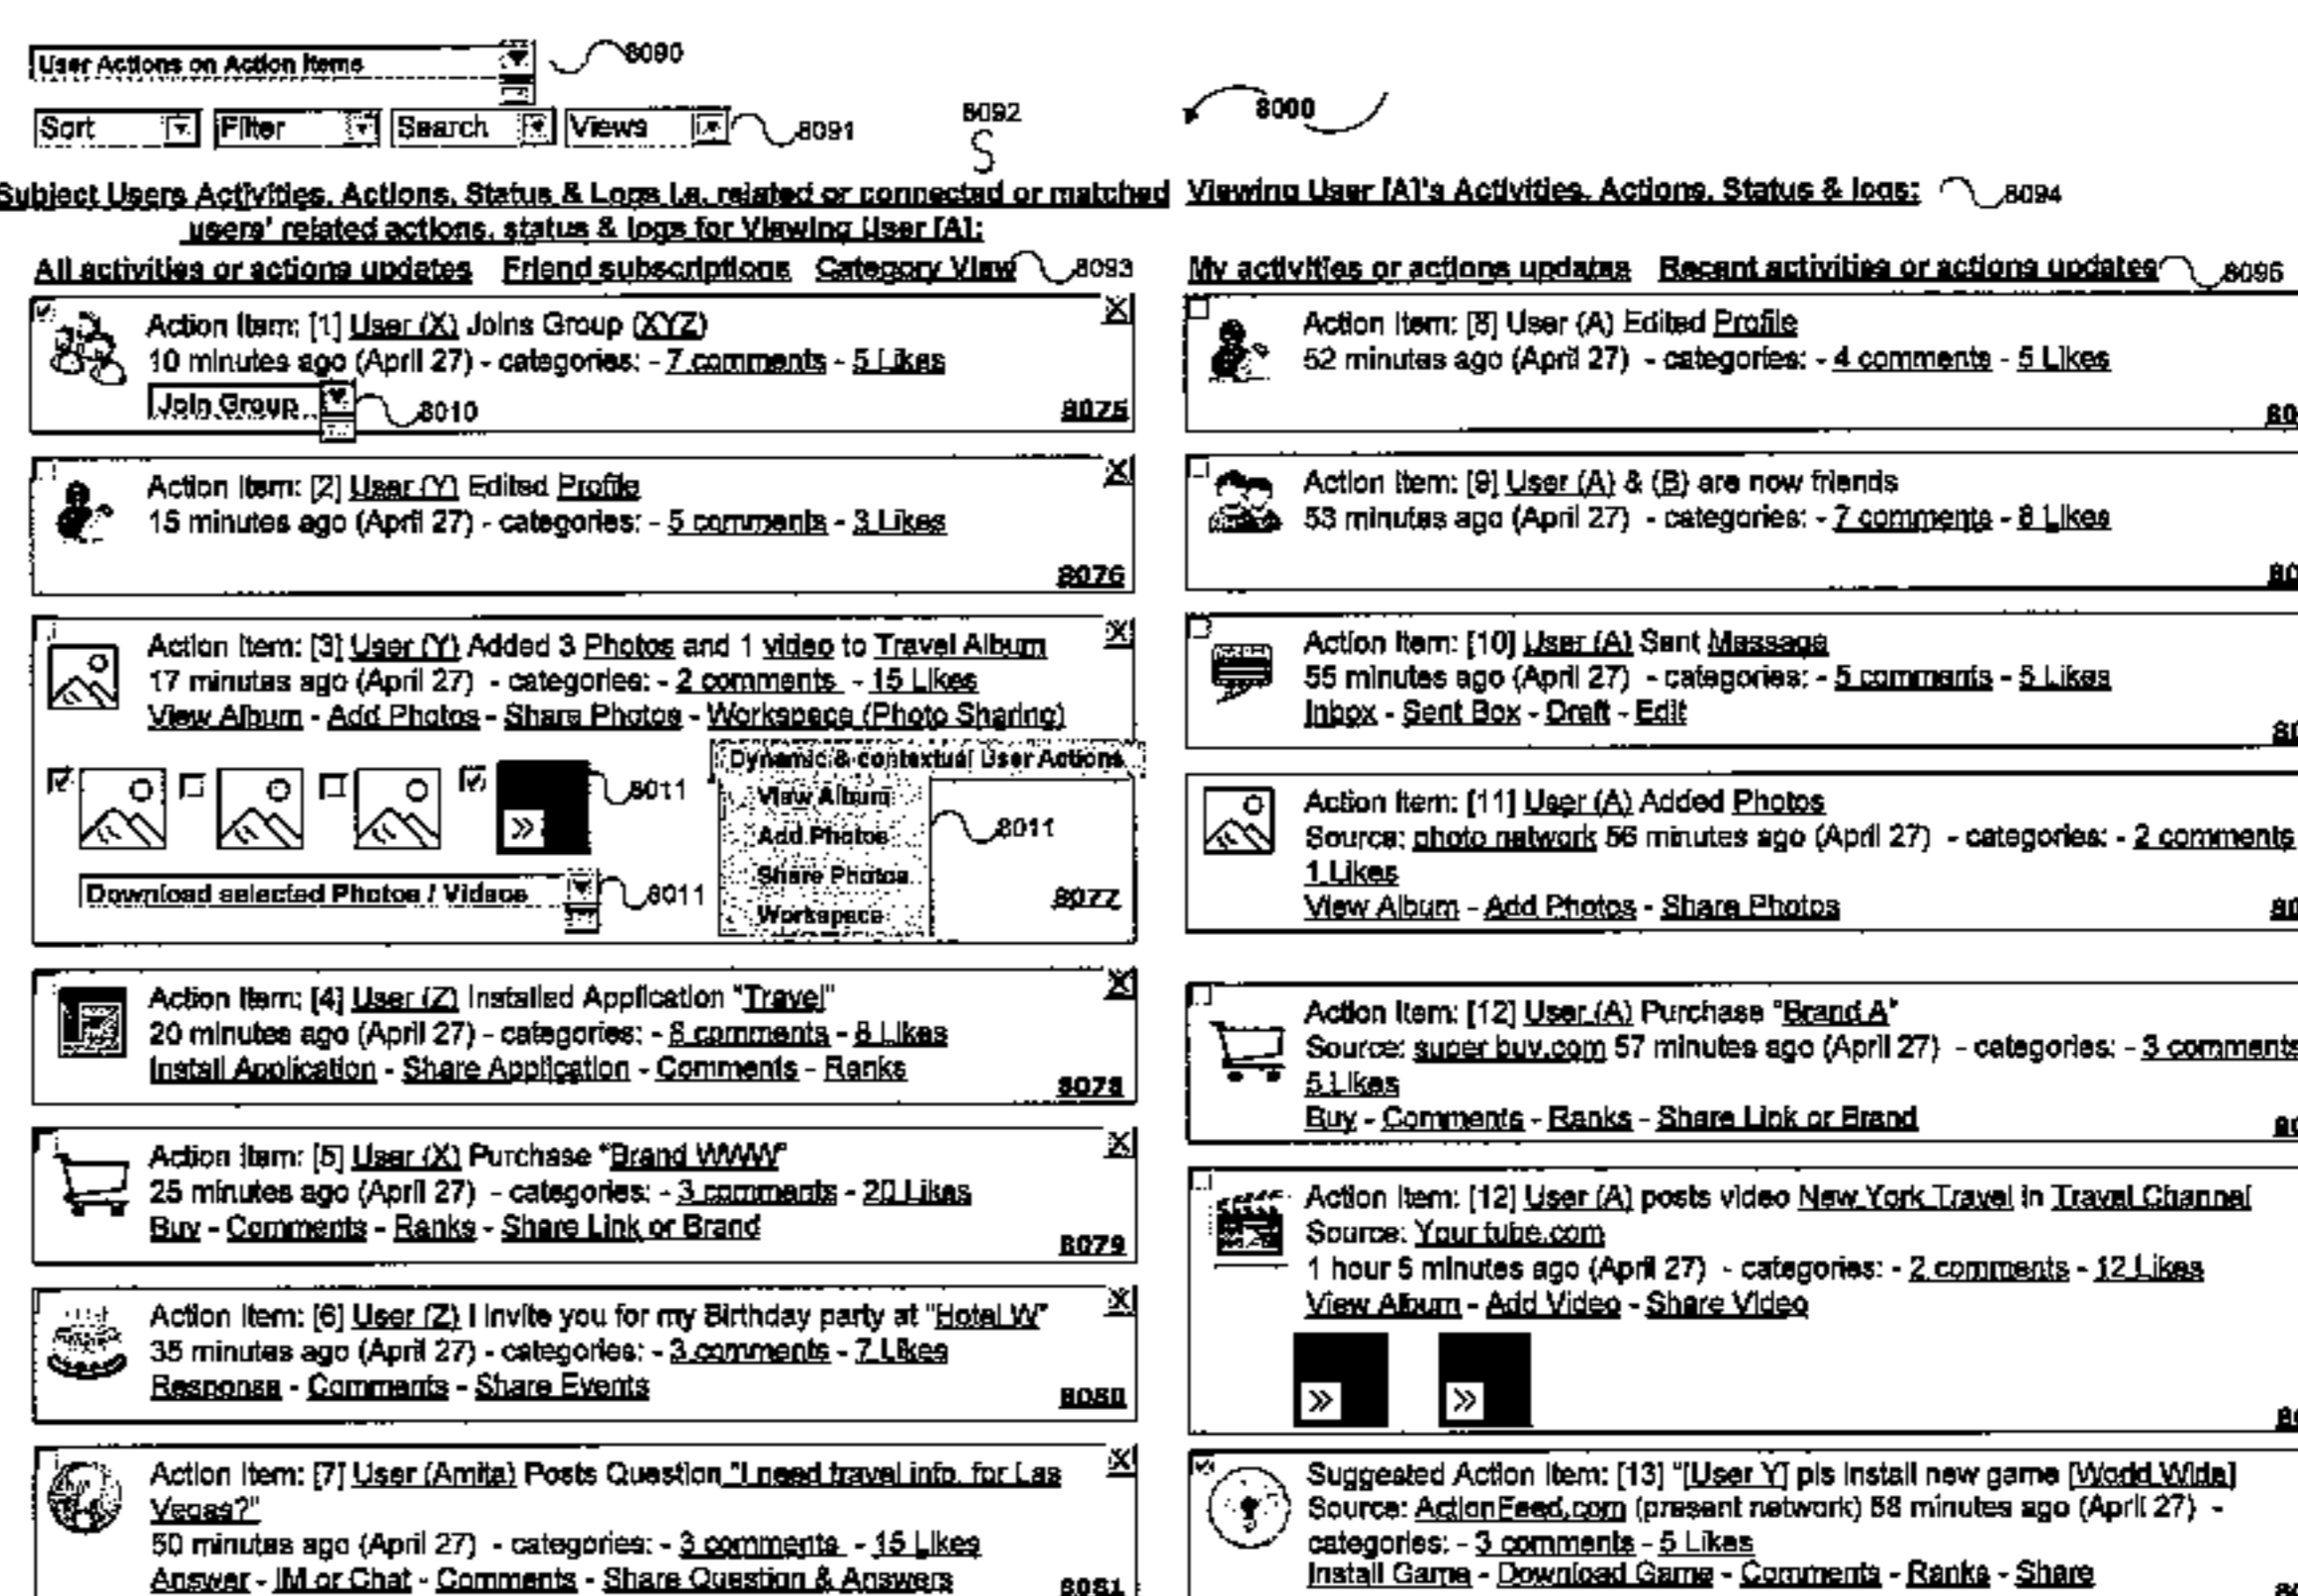 User Actions on Action Items
8090
Sort Filter Search Views
8091
8092
8000
Subject Users Activities, Actions, Status & Logs i.e. related or connected or matched
users' related actions, status & logs for Viewing User [A]:
All activities or actions updates Friend subscriptions Category View
8093
Action Item: [1] User (X) Joins Group (XYZ)
10 minutes ago (April 27) - categories: - 7 comments - 5 Likes
Join Group
8010
8075
Action Item: [2] User (Y) Edited Profile
15 minutes ago (April 27) - categories: - 5 comments - 3 Likes
8076
Action Item: [3] User (Y) Added 3 Photos and 1 video to Travel Album
17 minutes ago (April 27) - categories: - 2 comments - 15 Likes
View Album - Add Photos - Share Photos - Workspace (Photo Sharing)
8011
Dynamic & contextual User Actions
View Album
Add Photos
Share Photos
Workspace
8011
Download selected Photos / Videos
8011
8077
Action Item: [4] User (Z) Installed Application "Travel"
20 minutes ago (April 27) - categories: - comments - 8 Likes
Install Application - Share Application - Comments - Ranks
8078
Action Item: [5] User (X) Purchase "Brand WWW"
25 minutes ago (April 27) - categories: - 3 comments - 20 Likes
Buy - Comments - Ranks - Share Link or Brand
8079
Action Item: [6] User (Z) I invite you for my Birthday party at "Hotel W"
35 minutes ago (April 27) - categories: - 3 comments - 7 Likes
Response - Comments - Share Events
8080
Action Item: [7] User (Amita) Posts Question "I need travel info. for Las
Vegas?"
50 minutes ago (April 27) - categories: - 3 comments - 15 Likes
Answer - IM or Chat - Comments - Share Question & Answers
8081
Viewing User [A]'s Activities, Actions, Status & logs:
8094
My activities or actions updates Recent activities or actions updates
8095
Action Item: [8] User (A) Edited Profile
52 minutes ago (April 27) - categories: - 4 comments - 5 Likes
Action Item: [9] User (A) & (B) are now friends
53 minutes ago (April 27) - categories: - 7 comments - Likes
Action Item: [10] User (A) Sent Message
55 minutes ago (April 27) - categories: - 5 comments - 5 Likes
Inbox - Sent Box - Draft - Edit
Action Item: [11] User (A) Added Photos
Source: photo network 56 minutes ago (April 27) - categories: - 2 comments
1 Likes
View Album - Add Photos - Share Photos
Action Item: [12] User (A) Purchase "Brand A"
Source: super buy.com 57 minutes ago (April 27) - categories: - 3 comments
5 Likes
Buy - Comments - Ranks - Share Link or Brand
Action Item: [12] User (A) posts video New York Travel in Travel Channel
Source: Your tube.com
1 hour 5 minutes ago (April 27) - categories: - 2 comments - 12 Likes
View Album - Add Video - Share Video
Suggested Action Item: [13] "[User Y] pls install new game [World Wide]
Source: ActionFeed.com (present network) 58 minutes ago (April 27) -
categories: - 3 comments - 5 Likes
Install Game - Download Game - Comments - Ranks - Share